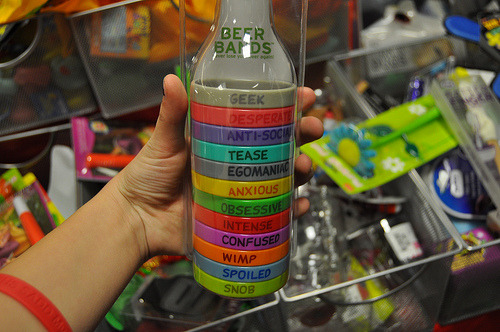 BEER
BANDS
GEEK
DESPERATE
ANTI-SOCIAL
TEASE
EGOMANIAC
ANXIOUS
OBSESSIVE
INTENSE
CONFUSED
WIMP
SPOILED
SNOB